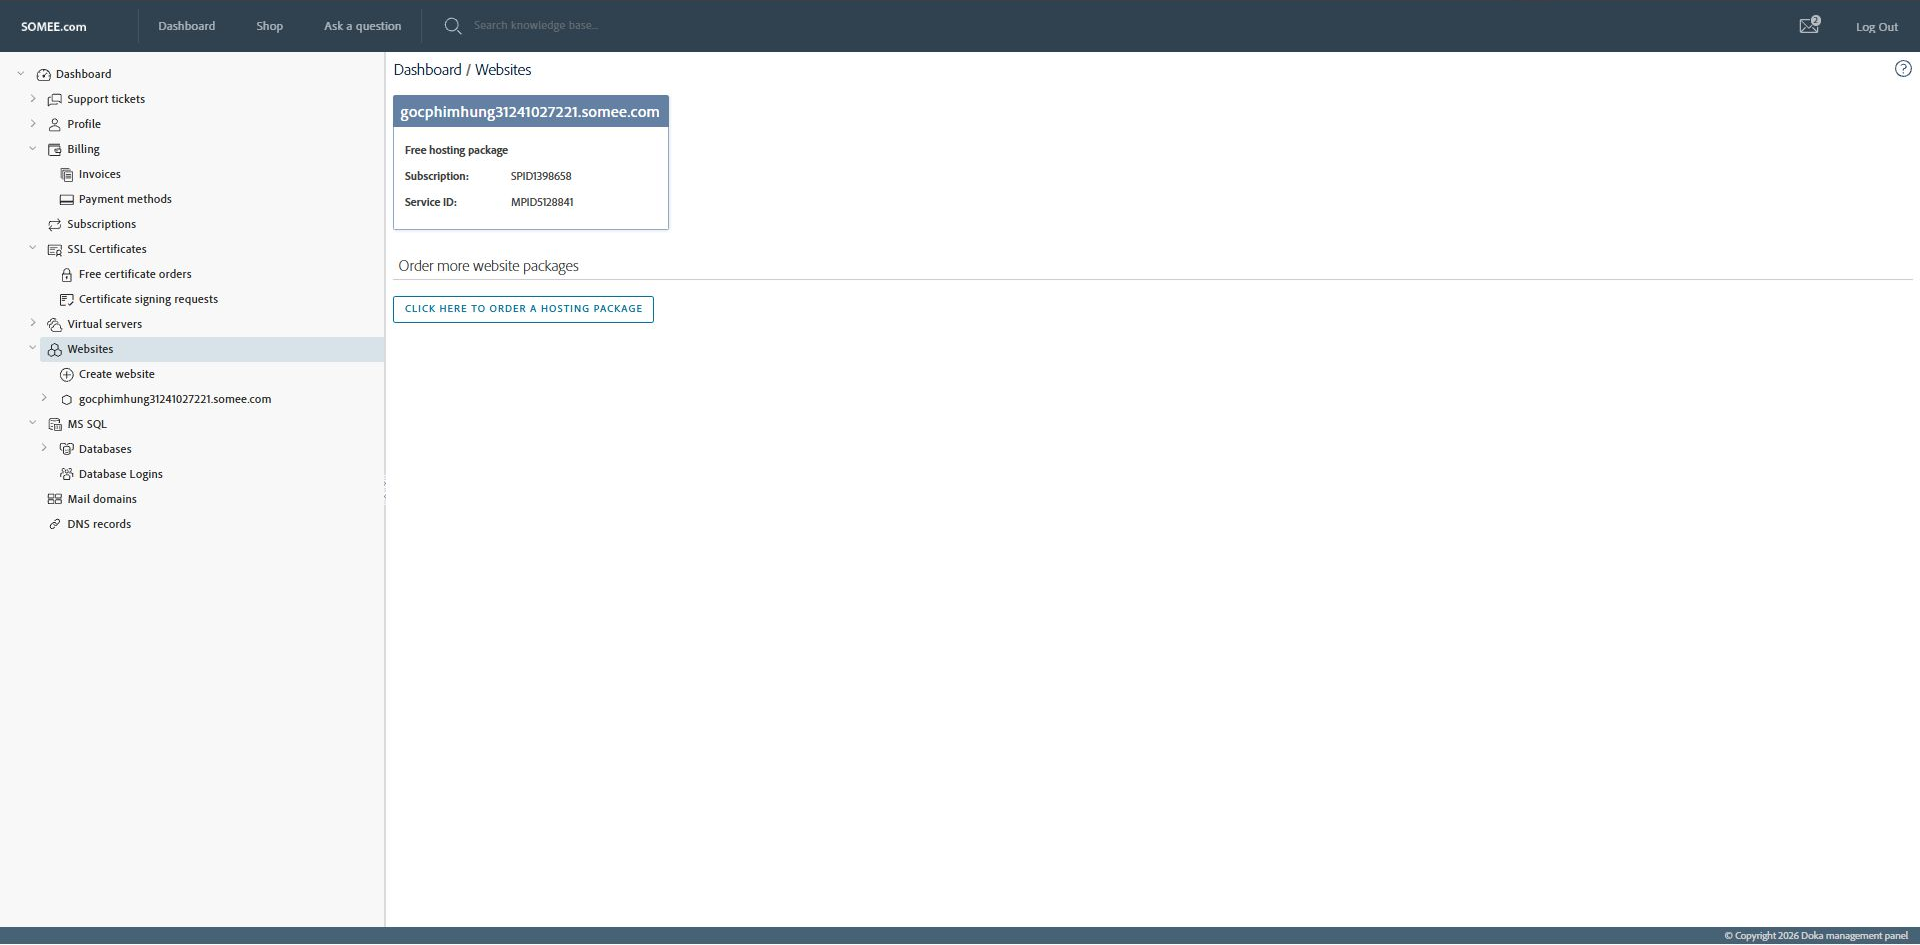 SOMEE.com
Dashboard
Shop
Ask a question
Search knowledge base...
2
Log Out
Dashboard
Support tickets
Profile
Billing
Invoices
Payment methods
Subscriptions
SSL Certificates
Free certificate orders
Certificate signing requests
Virtual servers
Websites
Create website
gocphimhung31241027221.somee.com
MS SQL
Databases
Database Logins
Mail domains
DNS records
Dashboard / Websites
?
gocphimhung31241027221.somee.com
Free hosting package
Subscription: SPID1398658
Service ID: MPID5128841
Order more website packages
CLICK HERE TO ORDER A HOSTING PACKAGE
© Copyright 2026 Doka management panel